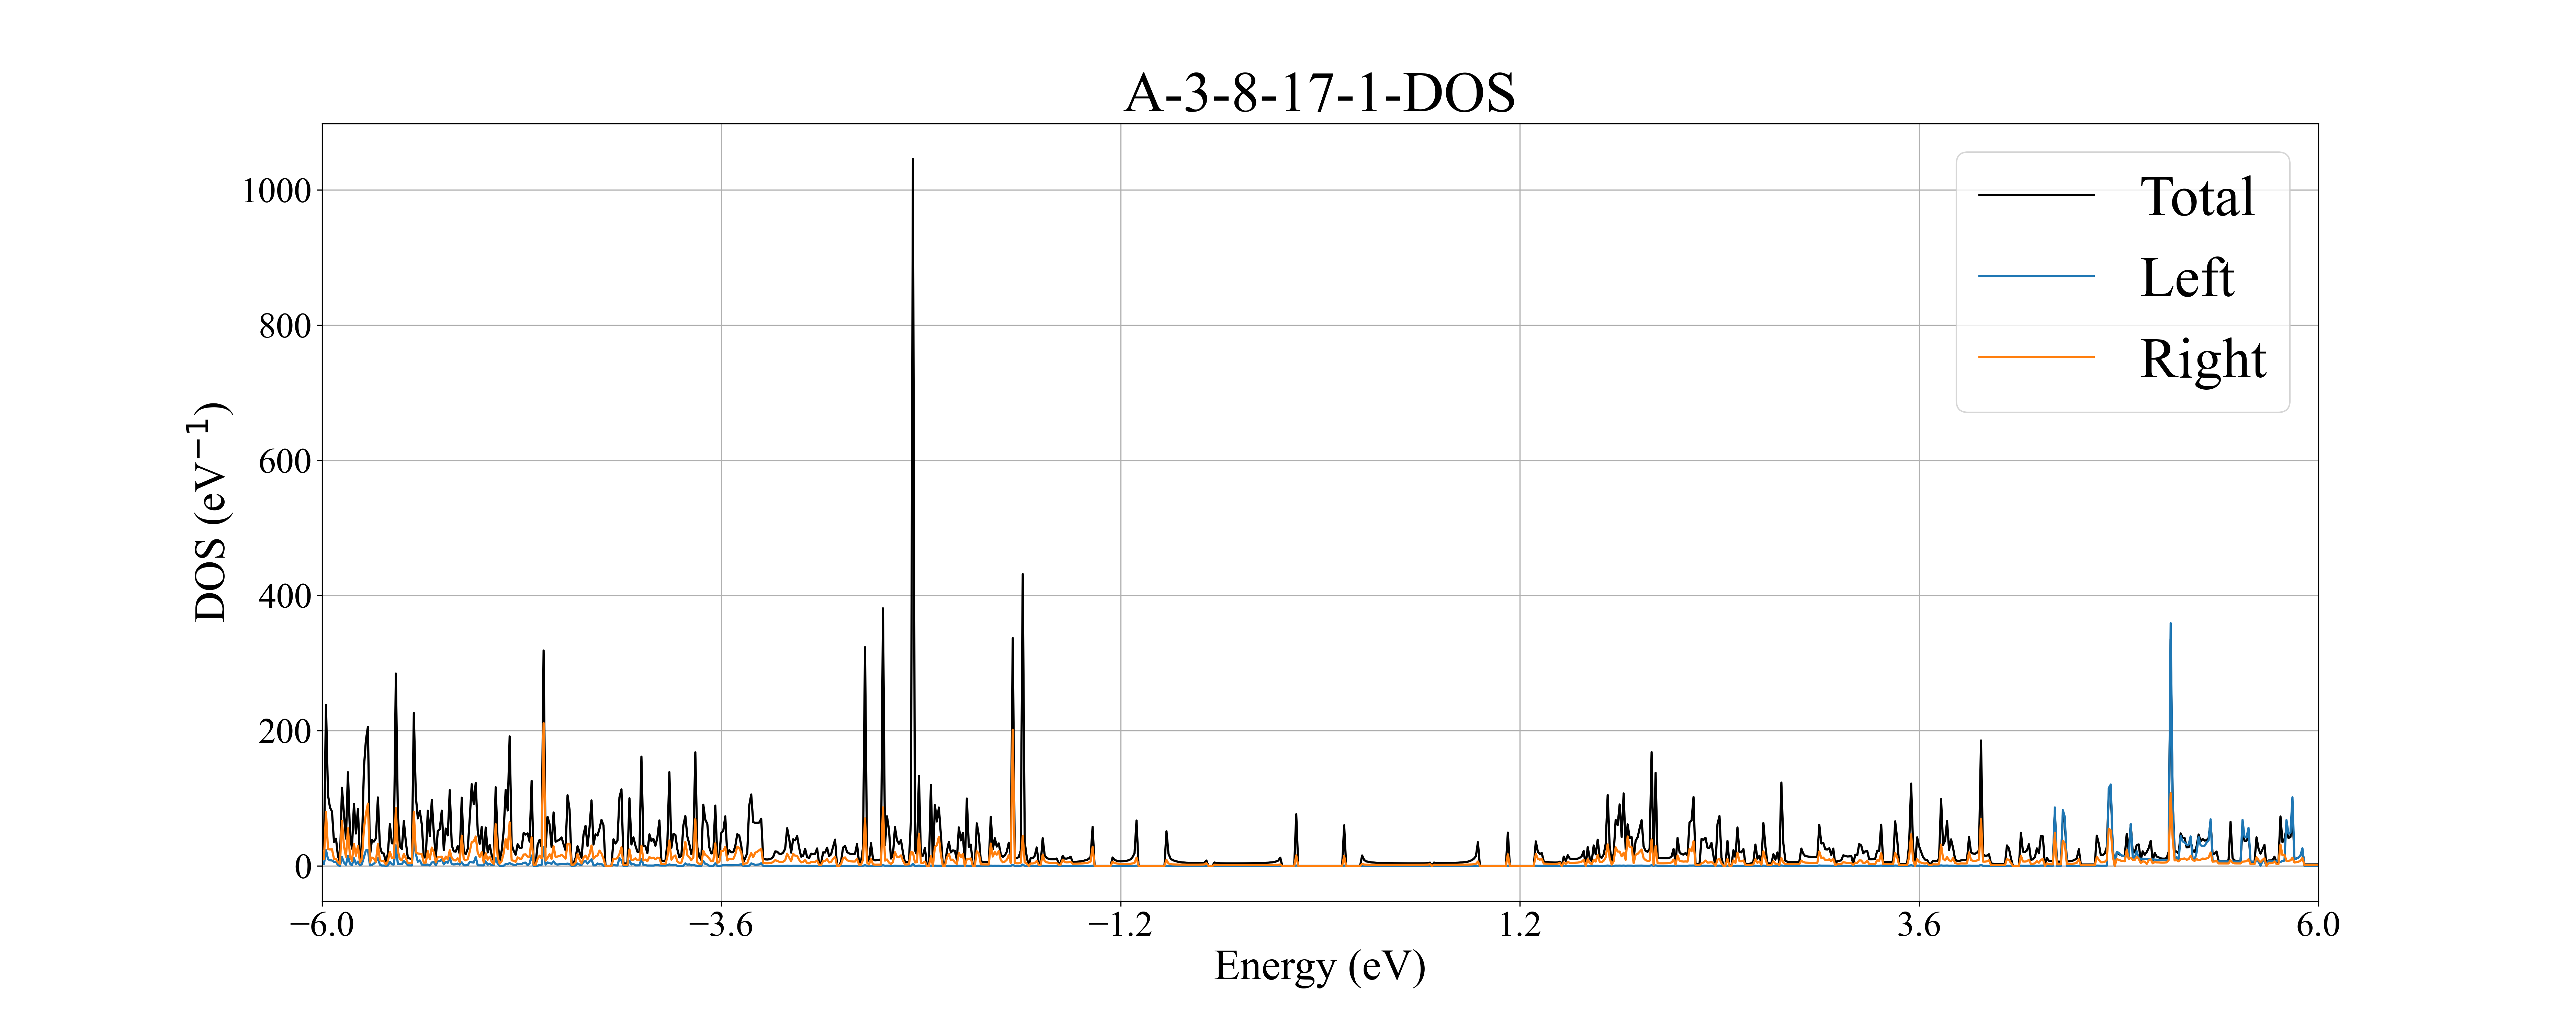 A-3-8-17-1-DOS
1000
800
600
400
200
0
DOS (eV⁻¹)
Total
Left
Right
−6.0 −3.6 −1.2 1.2 3.6 6.0
Energy (eV)